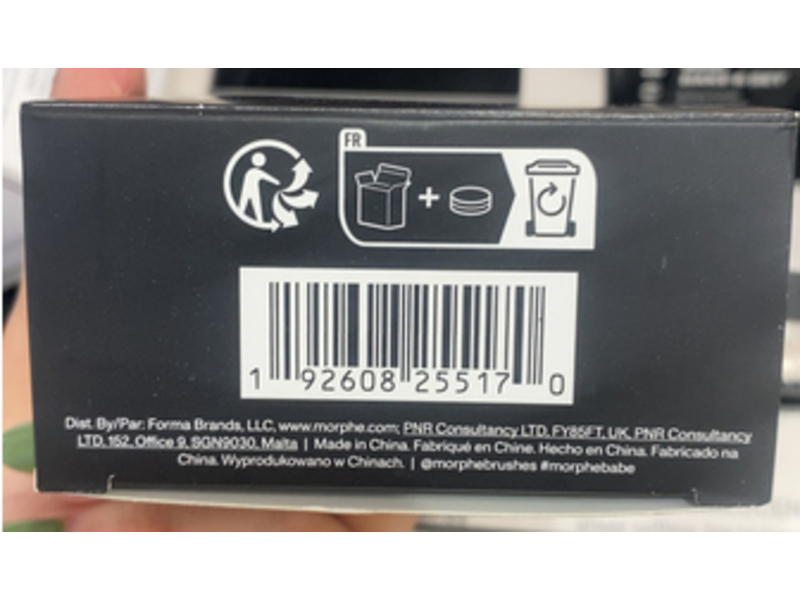 FR
1 92608 25517 0
Dist. By/Par: Forma Brands, LLC, www.morphe.com; PNR Consultancy LTD, FY85FT, UK, PNR Consultancy
LTD, 152, Office 9, SGN9030, Malta | Made in China. Fabriqué en Chine. Hecho en China. Fabricado na
China. Wyprodukowano w Chinach. | @morphebrushes #morphebabe